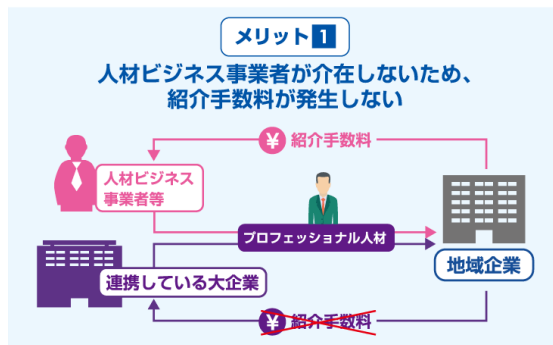 メリット1
人材ビジネス事業者が介在しないため、
紹介手数料が発生しない
¥ 紹介手数料
人材ビジネス
事業者等
プロフェッショナル人材
地域企業
連携している大企業
¥ 紹介手数料